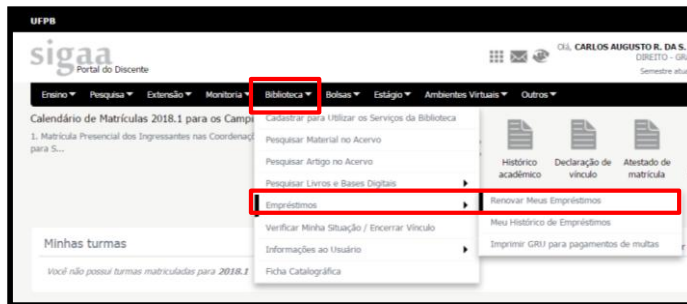 UFPB
sigaa
Portal do Discente
Olá, CARLOS AUGUSTO R. DA S.
DIREITO - GRA
Semestre atua
Ensino Pesquisa Extensão Monitoria Biblioteca Bolsas Estágio Ambientes Virtuais Outros
Calendário de Matrículas 2018.1 para os Camp
1. Matrícula Presencial dos Ingressantes nas Coordenaç
para S...
Cadastrar para Utilizar os Serviços da Biblioteca
Pesquisar Material no Acervo
Pesquisar Artigo no Acervo
Pesquisar Livros e Bases Digitais
Empréstimos
Verificar Minha Situação / Encerrar Vínculo
Informações ao Usuário
Ficha Catalográfica
Renovar Meus Empréstimos
Meu Histórico de Empréstimos
Imprimir GRU para pagamentos de multas
Histórico
acadêmico
Declaração de
vínculo
Atestado de
matrícula
Minhas turmas
Você não possui turmas matriculadas para 2018.1